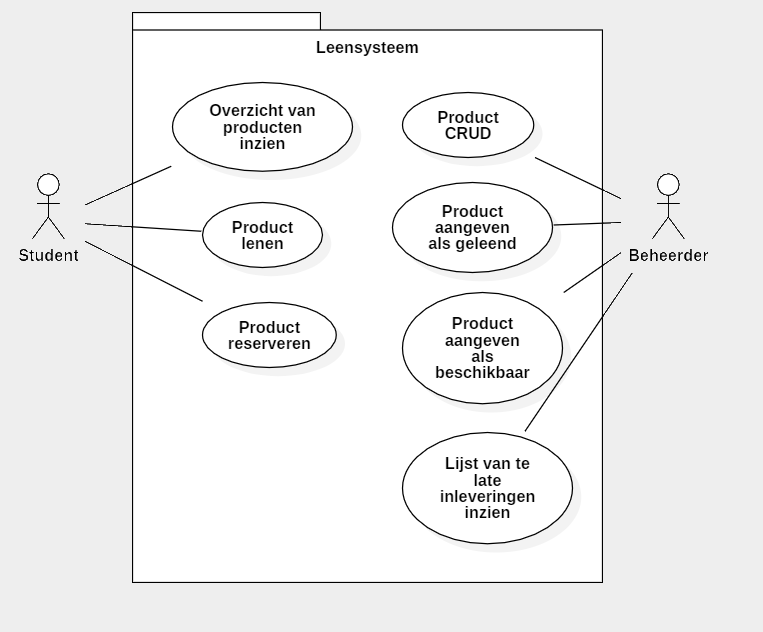 Leensysteem
Overzicht van
producten
inzien
Product
CRUD
Product
lenen
Product
aangeven
als geleend
Product
reserveren
Product
aangeven
als
beschikbaar
Lijst van te
late
inleveringen
inzien
Student
Beheerder